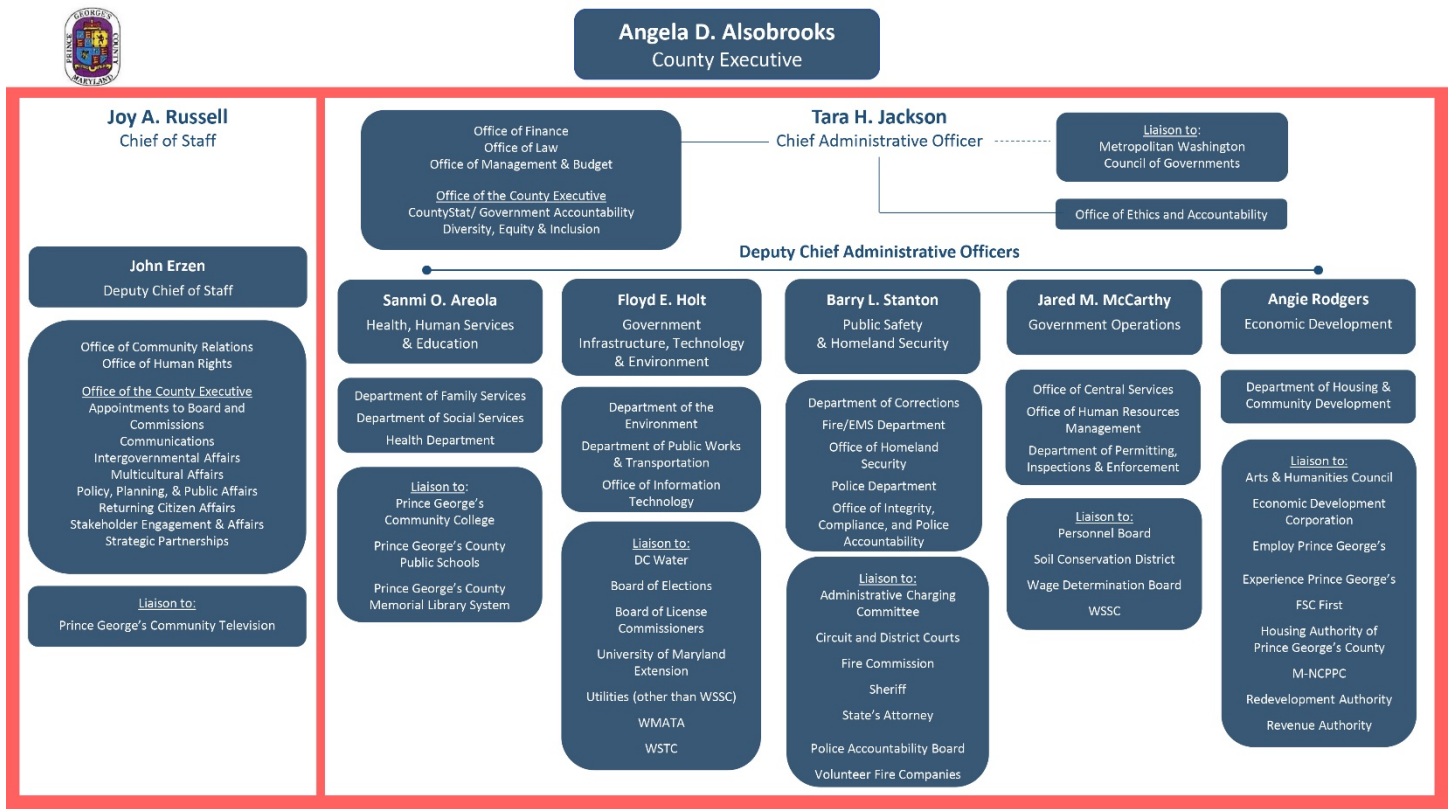 GEORGE'S
PRINCE
COUNTY
MARYLAND
Angela D. Alsobrooks
County Executive
Joy A. Russell
Chief of Staff
John Erzen
Deputy Chief of Staff
Office of Community Relations
Office of Human Rights
Office of the County Executive
Appointments to Board and
Commissions
Communications
Intergovernmental Affairs
Multicultural Affairs
Policy, Planning, & Public Affairs
Returning Citizen Affairs
Stakeholder Engagement & Affairs
Strategic Partnerships
Liaison to:
Prince George's Community Television
Office of Finance
Office of Law
Office of Management & Budget
Office of the County Executive
CountyStat/ Government Accountability
Diversity, Equity & Inclusion
Tara H. Jackson
Chief Administrative Officer
Liaison to:
Metropolitan Washington
Council of Governments
Office of Ethics and Accountability
Deputy Chief Administrative Officers
Sanmi O. Areola
Health, Human Services
& Education
Department of Family Services
Department of Social Services
Health Department
Liaison to:
Prince George's
Community College
Prince George's County
Public Schools
Prince George's County
Memorial Library System
Floyd E. Holt
Government
Infrastructure, Technology
& Environment
Department of the
Environment
Department of Public Works
& Transportation
Office of Information
Technology
Liaison to:
DC Water
Board of Elections
Board of License
Commissioners
University of Maryland
Extension
Utilities (other than WSSC)
WMATA
WSTC
Barry L. Stanton
Public Safety
& Homeland Security
Department of Corrections
Fire/EMS Department
Office of Homeland
Security
Police Department
Office of Integrity,
Compliance, and Police
Accountability
Liaison to:
Administrative Charging
Committee
Circuit and District Courts
Fire Commission
Sheriff
State's Attorney
Police Accountability Board
Volunteer Fire Companies
Jared M. McCarthy
Government Operations
Office of Central Services
Office of Human Resources
Management
Department of Permitting,
Inspections & Enforcement
Liaison to:
Personnel Board
Soil Conservation District
Wage Determination Board
WSSC
Angie Rodgers
Economic Development
Department of Housing &
Community Development
Liaison to:
Arts & Humanities Council
Economic Development
Corporation
Employ Prince George's
Experience Prince George's
FSC First
Housing Authority of
Prince George's County
M-NCPPC
Redevelopment Authority
Revenue Authority